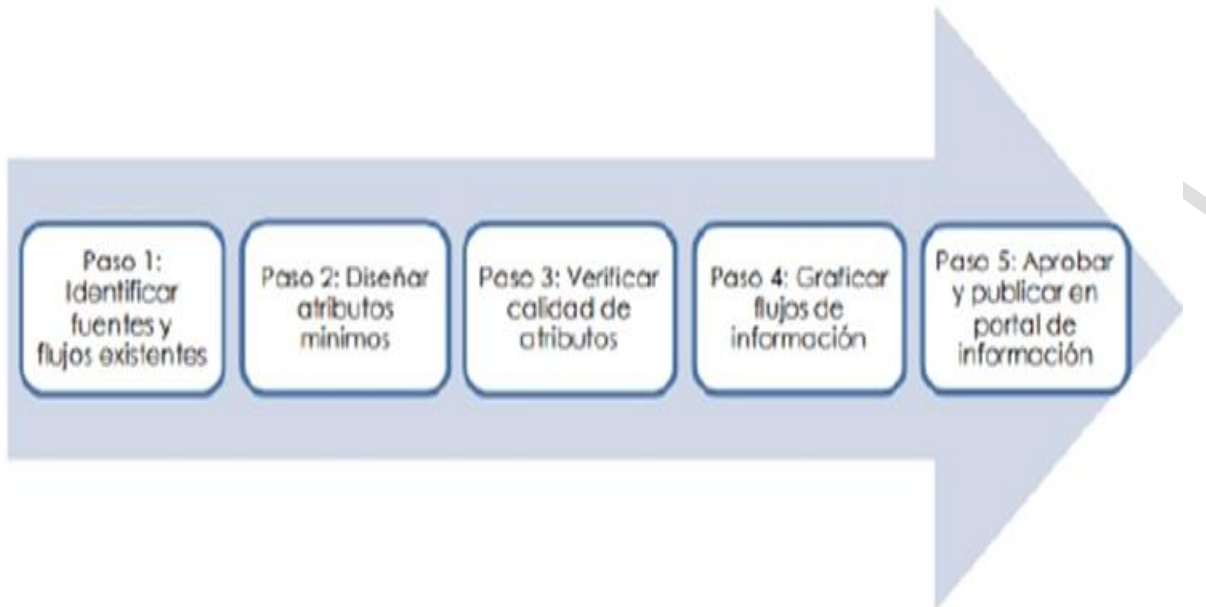 Paso 1:
Identificar
fuentes y
flujos existentes
Paso 2: Diseñar
atributos
minimos
Paso 3: Verificar
calidad de
atributos
Paso 4: Graficar
flujos de
información
Paso 5: Aprobar
y publicar en
portal de
información